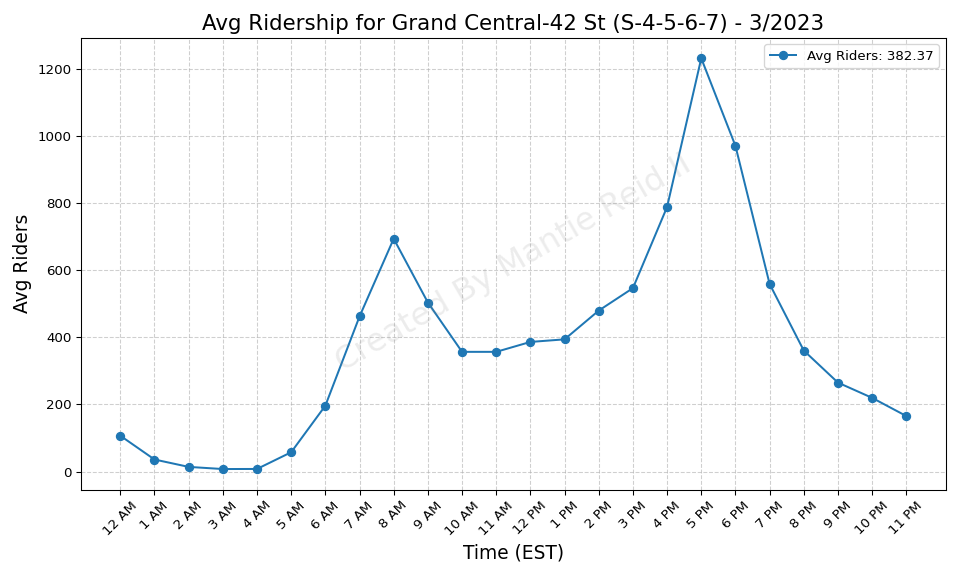 Avg Ridership for Grand Central-42 St (S-4-5-6-7) - 3/2023
Avg Riders: 382.37
1200
1000
800
600
400
200
0
Avg Riders
12 AM
1 AM
2 AM
3 AM
4 AM
5 AM
6 AM
7 AM
8 AM
9 AM
10 AM
11 AM
12 PM
1 PM
2 PM
3 PM
4 PM
5 PM
6 PM
7 PM
8 PM
9 PM
10 PM
11 PM
Time (EST)
Created By Mantie Reid II